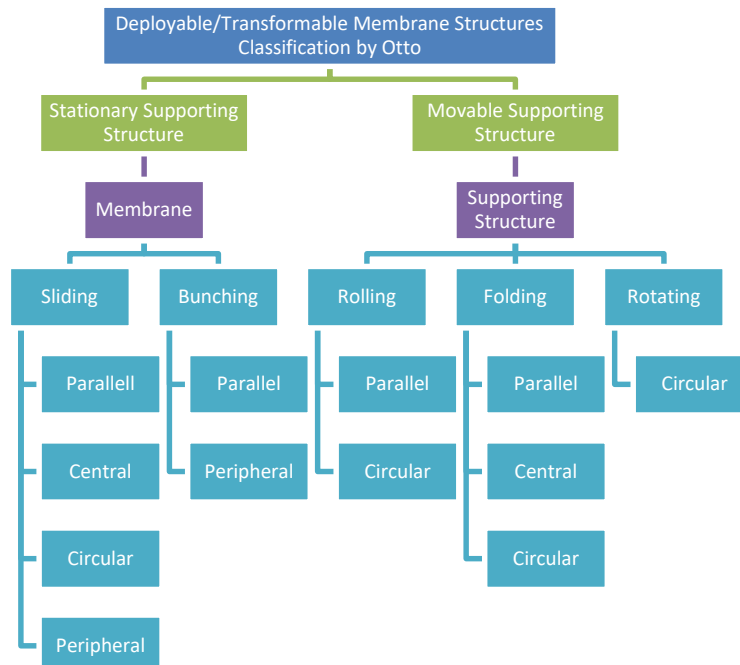 Deployable/Transformable Membrane Structures
Classification by Otto
Stationary Supporting
Structure
Movable Supporting
Structure
Membrane
Supporting
Structure
Sliding
Bunching
Rolling
Folding
Rotating
Parallell
Parallel
Parallel
Parallel
Circular
Central
Peripheral
Circular
Central
Circular
Circular
Peripheral